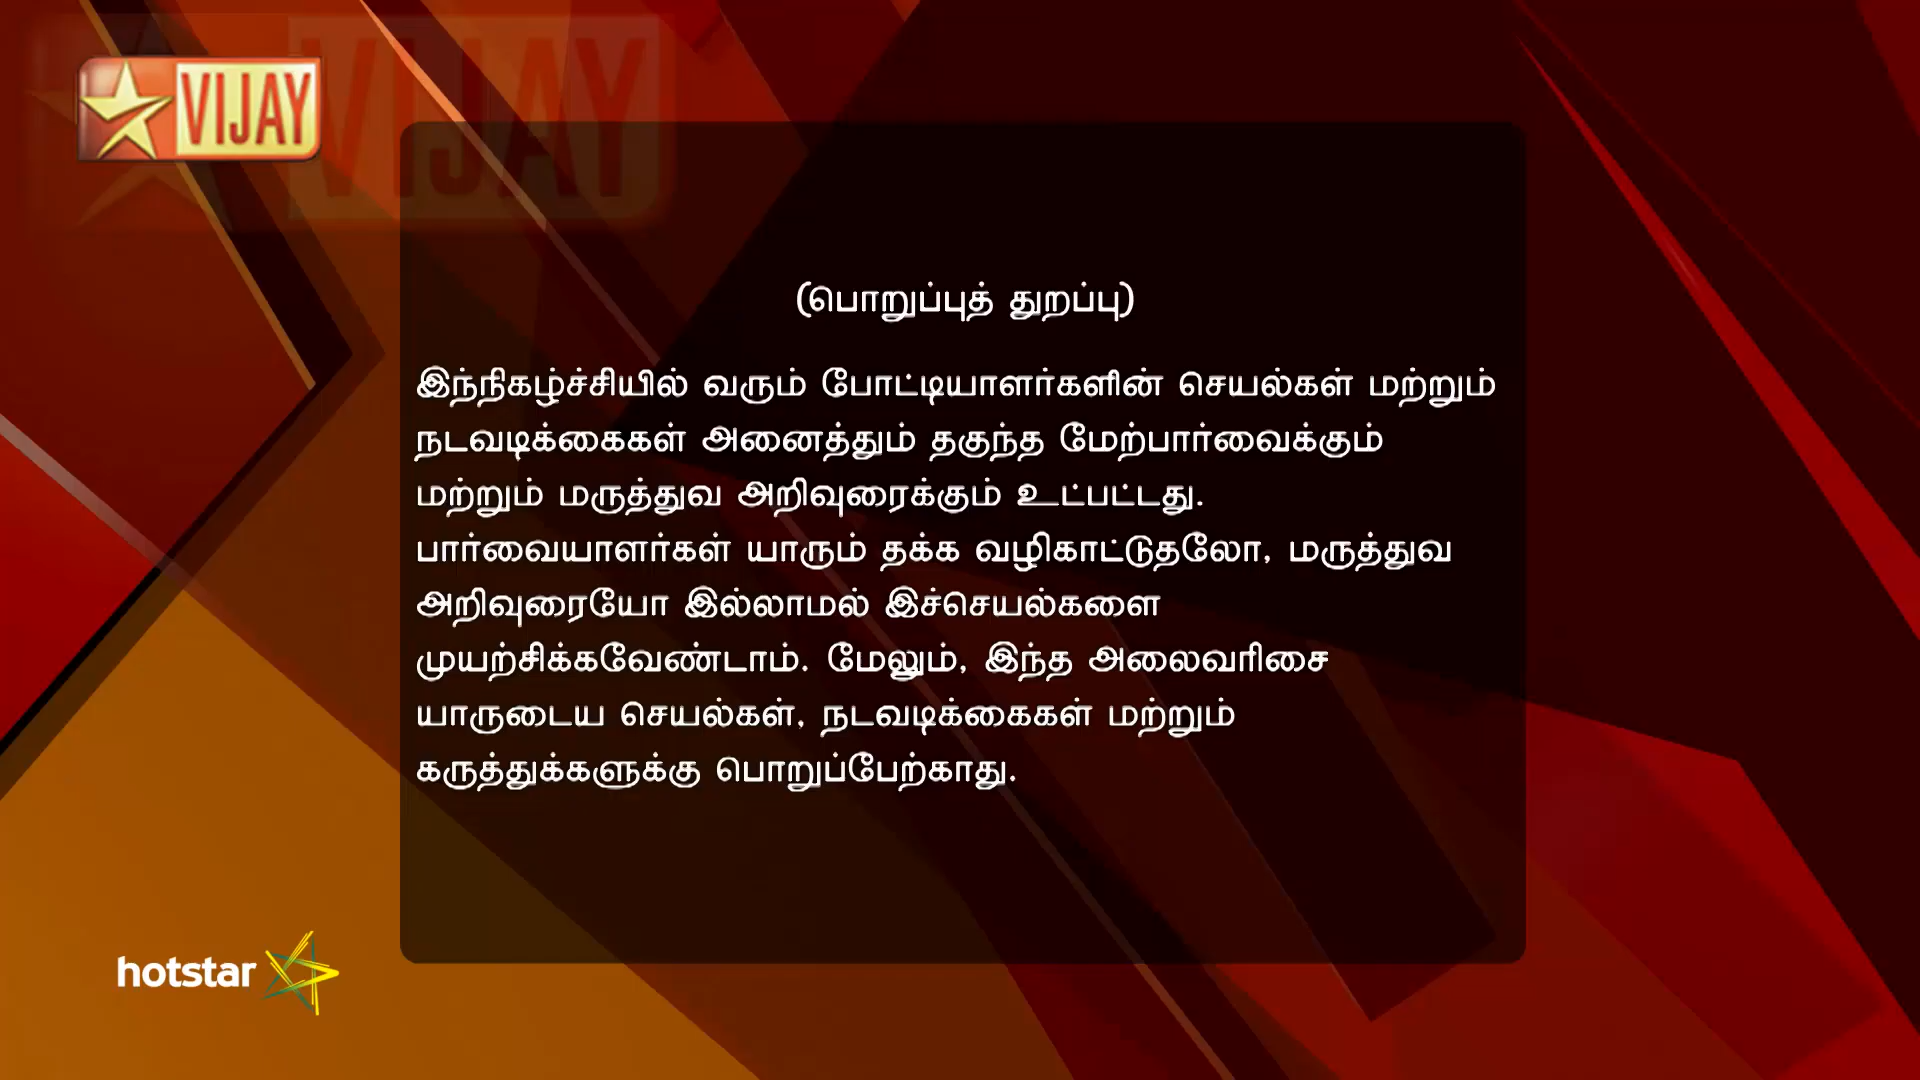 VIJAY
(பொறுப்புத் துறப்பு)
இந்நிகழ்ச்சியில் வரும் போட்டியாளர்களின் செயல்கள் மற்றும்
நடவடிக்கைகள் அனைத்தும் தகுந்த மேற்பார்வைக்கும்
மற்றும் மருத்துவ அறிவுரைக்கும் உட்பட்டது.
பார்வையாளர்கள் யாரும் தக்க வழிகாட்டுதலோ, மருத்துவ
அறிவுரையோ இல்லாமல் இச்செயல்களை
முயற்சிக்கவேண்டாம். மேலும், இந்த அலைவரிசை
யாருடைய செயல்கள், நடவடிக்கைகள் மற்றும்
கருத்துக்களுக்கு பொறுப்பேற்காது.
hotstar